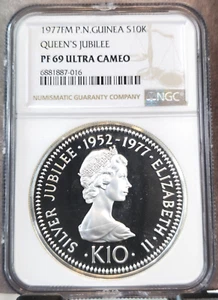 1977FM P.N.GUINEA S10K
QUEEN'S JUBILEE
PF 69 ULTRA CAMEO
6881887-016
NUMISMATIC GUARANTY COMPANY
NGC
SILVER JUBILEE · 1952-1977 · ELIZABETH II
· K10 ·